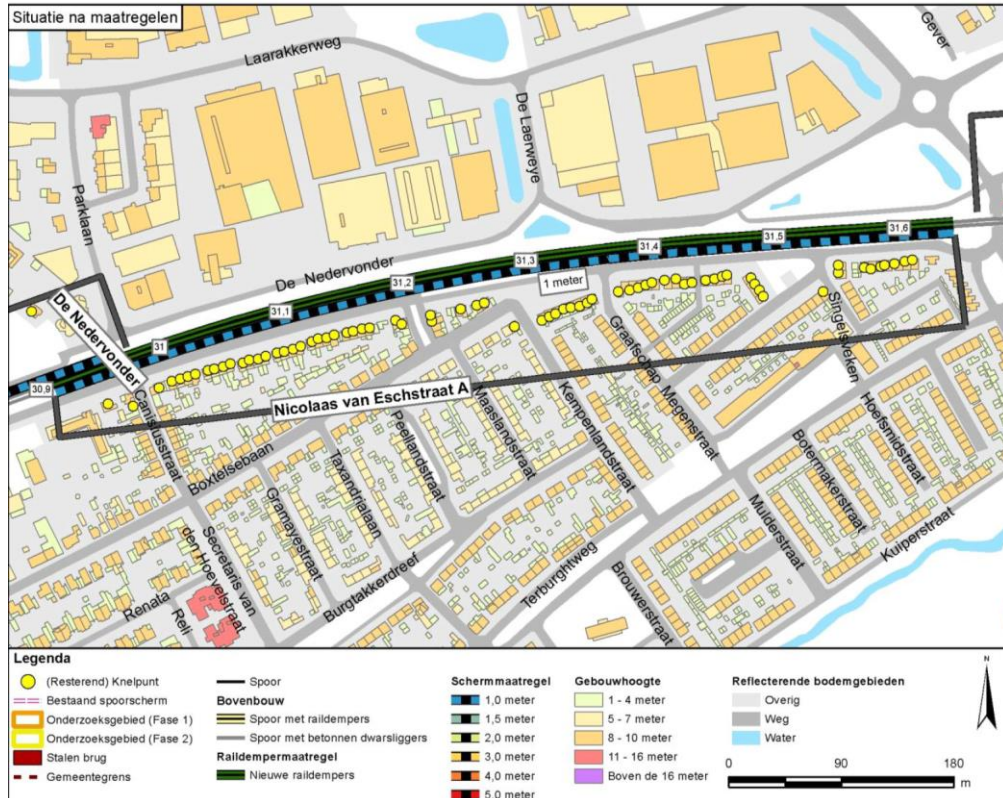 Situatie na maatregelen
Laarakkerweg
Gever
De Laerweye
Parklaan
De Nedervonder
De Nedervonder
30,9
31
31,1
31,2
31,3
31,4
31,5
31,6
1 meter
Nicolaas van Eschstraat A
Canisiusstraat
Boxtelsebaan
Peellandstraat
Maaslandstraat
Kempenlandstraat
Graafschap Megenstraat
Singelsveken
Hoefsmidstraat
Botermakerstraat
Kuiperstraat
Mulderstraat
Brouwerstraat
Terburghtweg
Burgtakkerdreef
Taxandrialaan
Gramayestraat
Secretaris van
den Hoevelstraat
Renata
Reli
Legenda
(Resterend) Knelpunt
Bestaand spoorscherm
Onderzoeksgebied (Fase 1)
Onderzoeksgebied (Fase 2)
Stalen brug
Gemeentegrens
Spoor
Bovenbouw
Spoor met raildempers
Spoor met betonnen dwarsliggers
Raildempermaatregel
Nieuwe raildempers
Schermmaatregel
1,0 meter
1,5 meter
2,0 meter
3,0 meter
4,0 meter
5,0 meter
Gebouwhoogte
1 - 4 meter
5 - 7 meter
8 - 10 meter
11 - 16 meter
Boven de 16 meter
Reflecterende bodemgebieden
Overig
Weg
Water
N
0 90 180
m